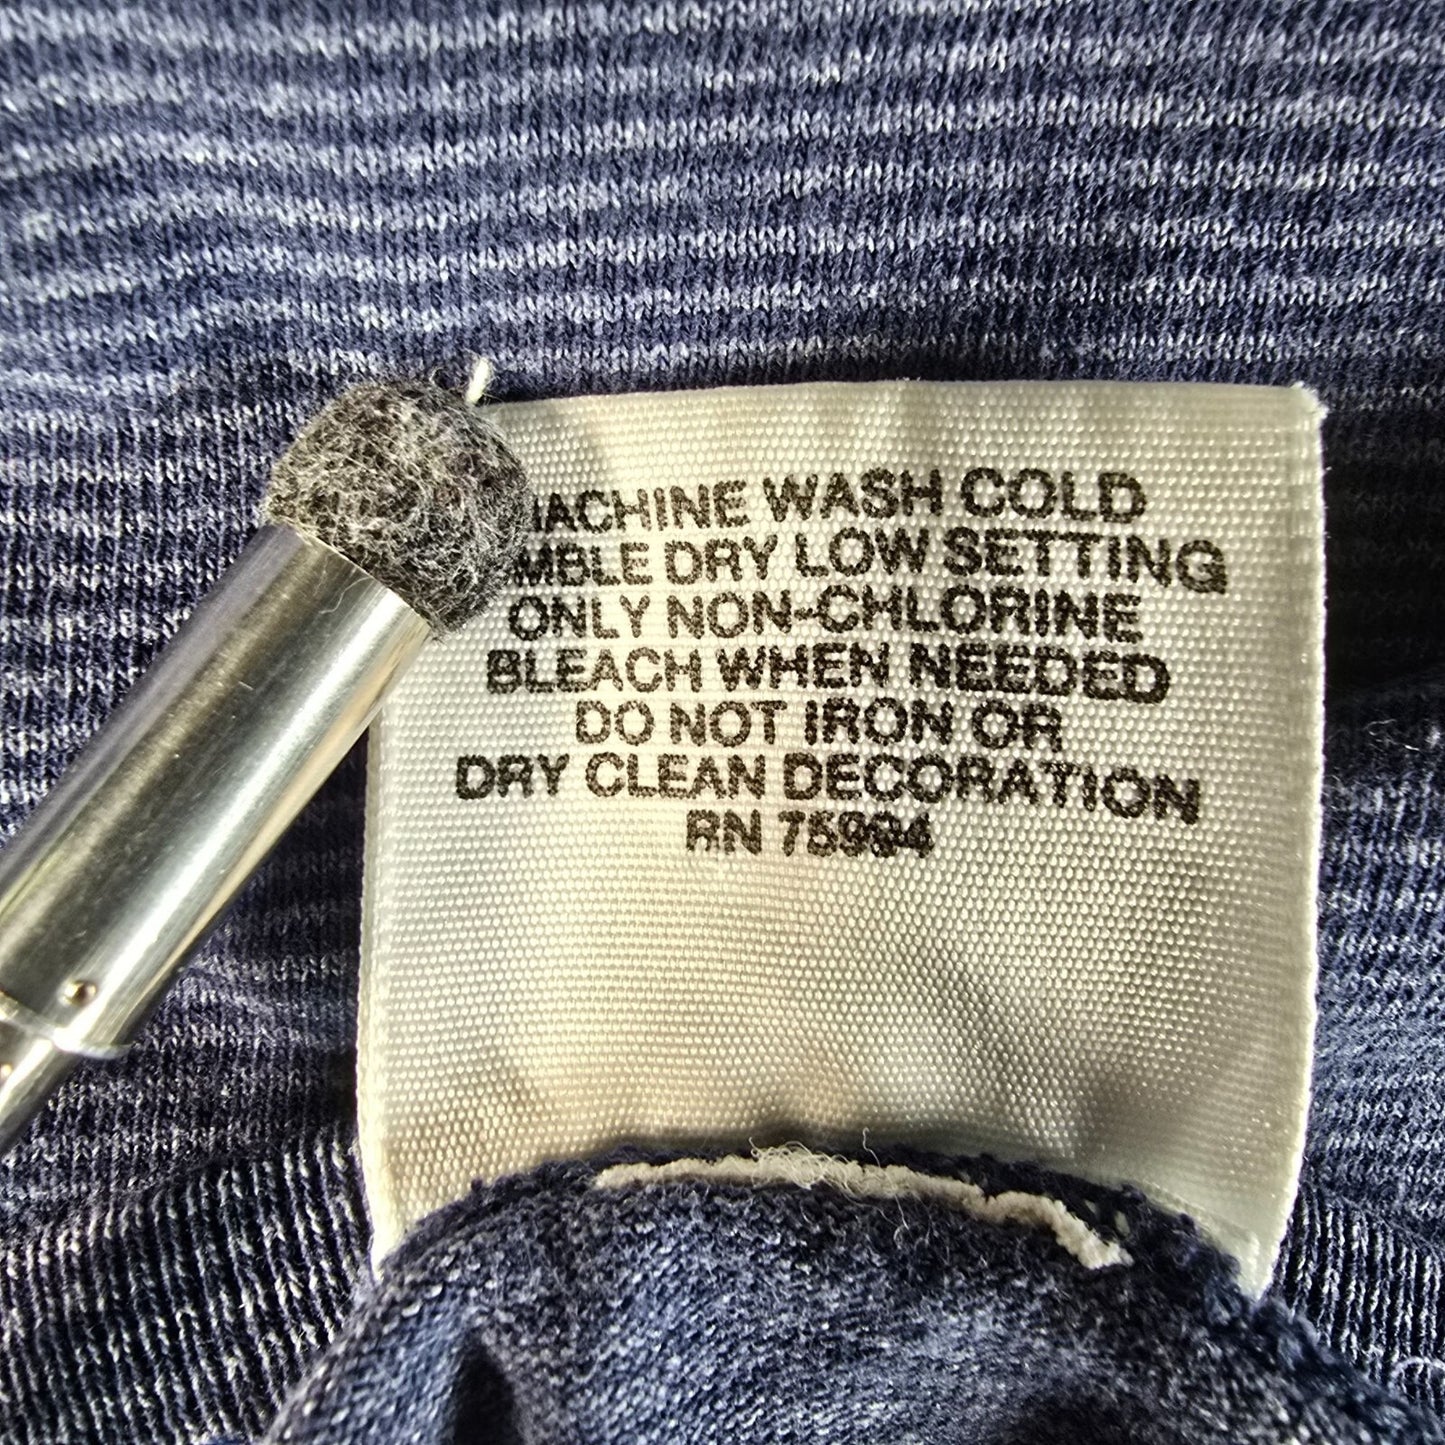 MACHINE WASH COLD
TUMBLE DRY LOW SETTING
ONLY NON-CHLORINE
BLEACH WHEN NEEDED
DO NOT IRON OR
DRY CLEAN DECORATION
RN 75994